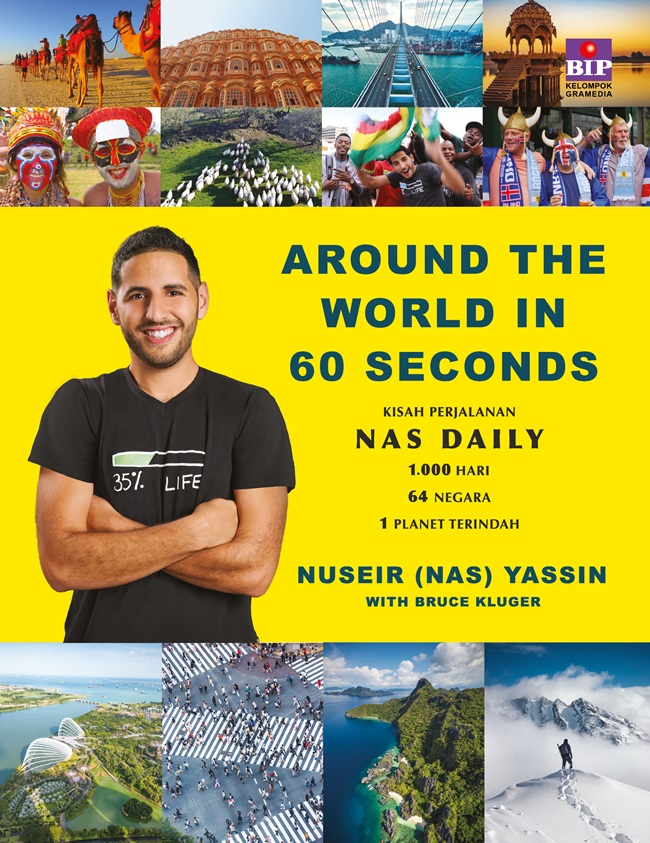 BIP
KELOMPOK
GRAMEDIA
AROUND THE
WORLD IN
60 SECONDS
KISAH PERJALANAN
NAS DAILY
1.000 HARI
64 NEGARA
1 PLANET TERINDAH
35% LIFE
NUSEIR (NAS) YASSIN
WITH BRUCE KLUGER